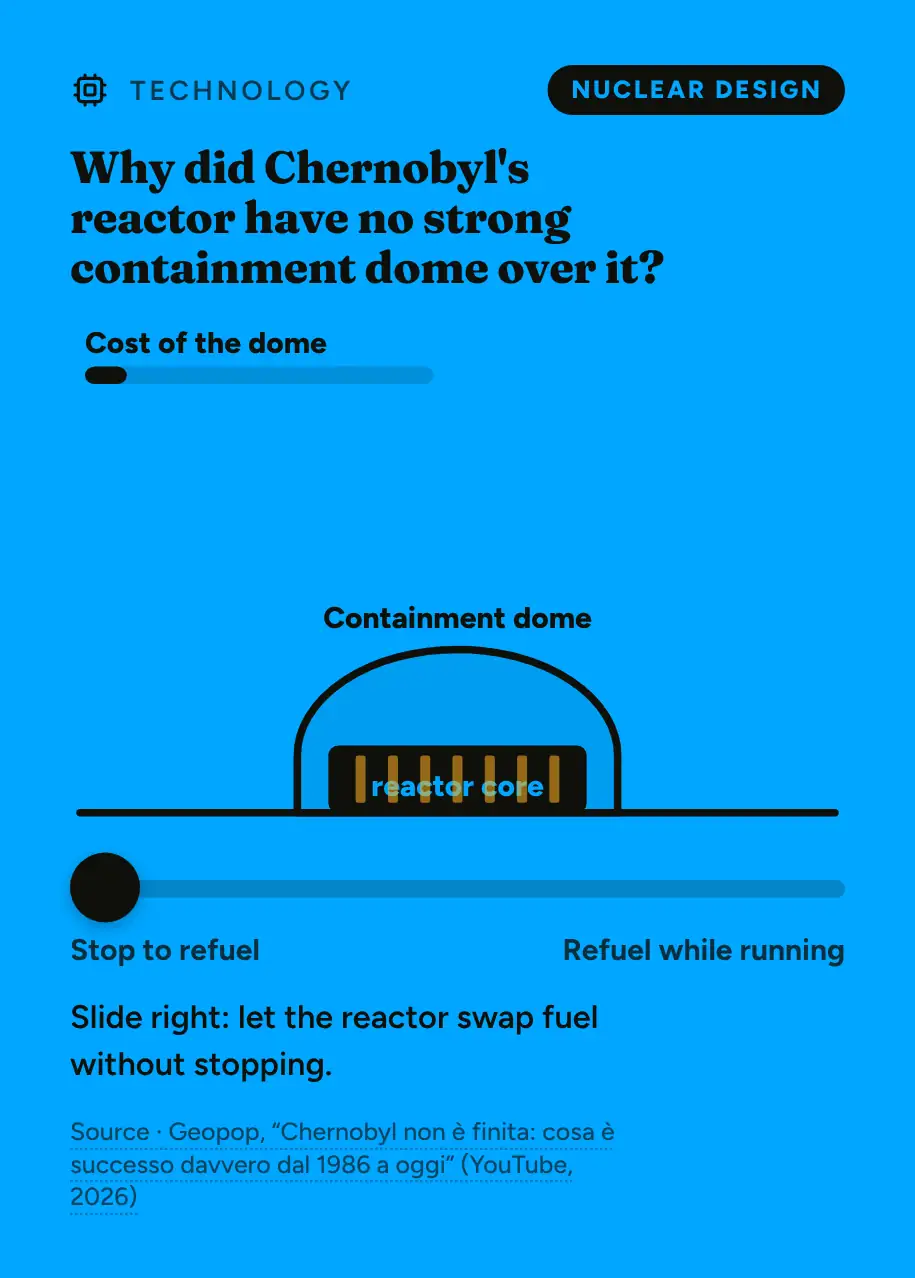 TECHNOLOGY
NUCLEAR DESIGN
Why did Chernobyl's
reactor have no strong
containment dome over it?
Cost of the dome
Containment dome
reactor core
Stop to refuel
Refuel while running
Slide right: let the reactor swap fuel
without stopping.
Source · Geopop, “Chernobyl non è finita: cosa è
successo davvero dal 1986 a oggi” (YouTube,
2026)